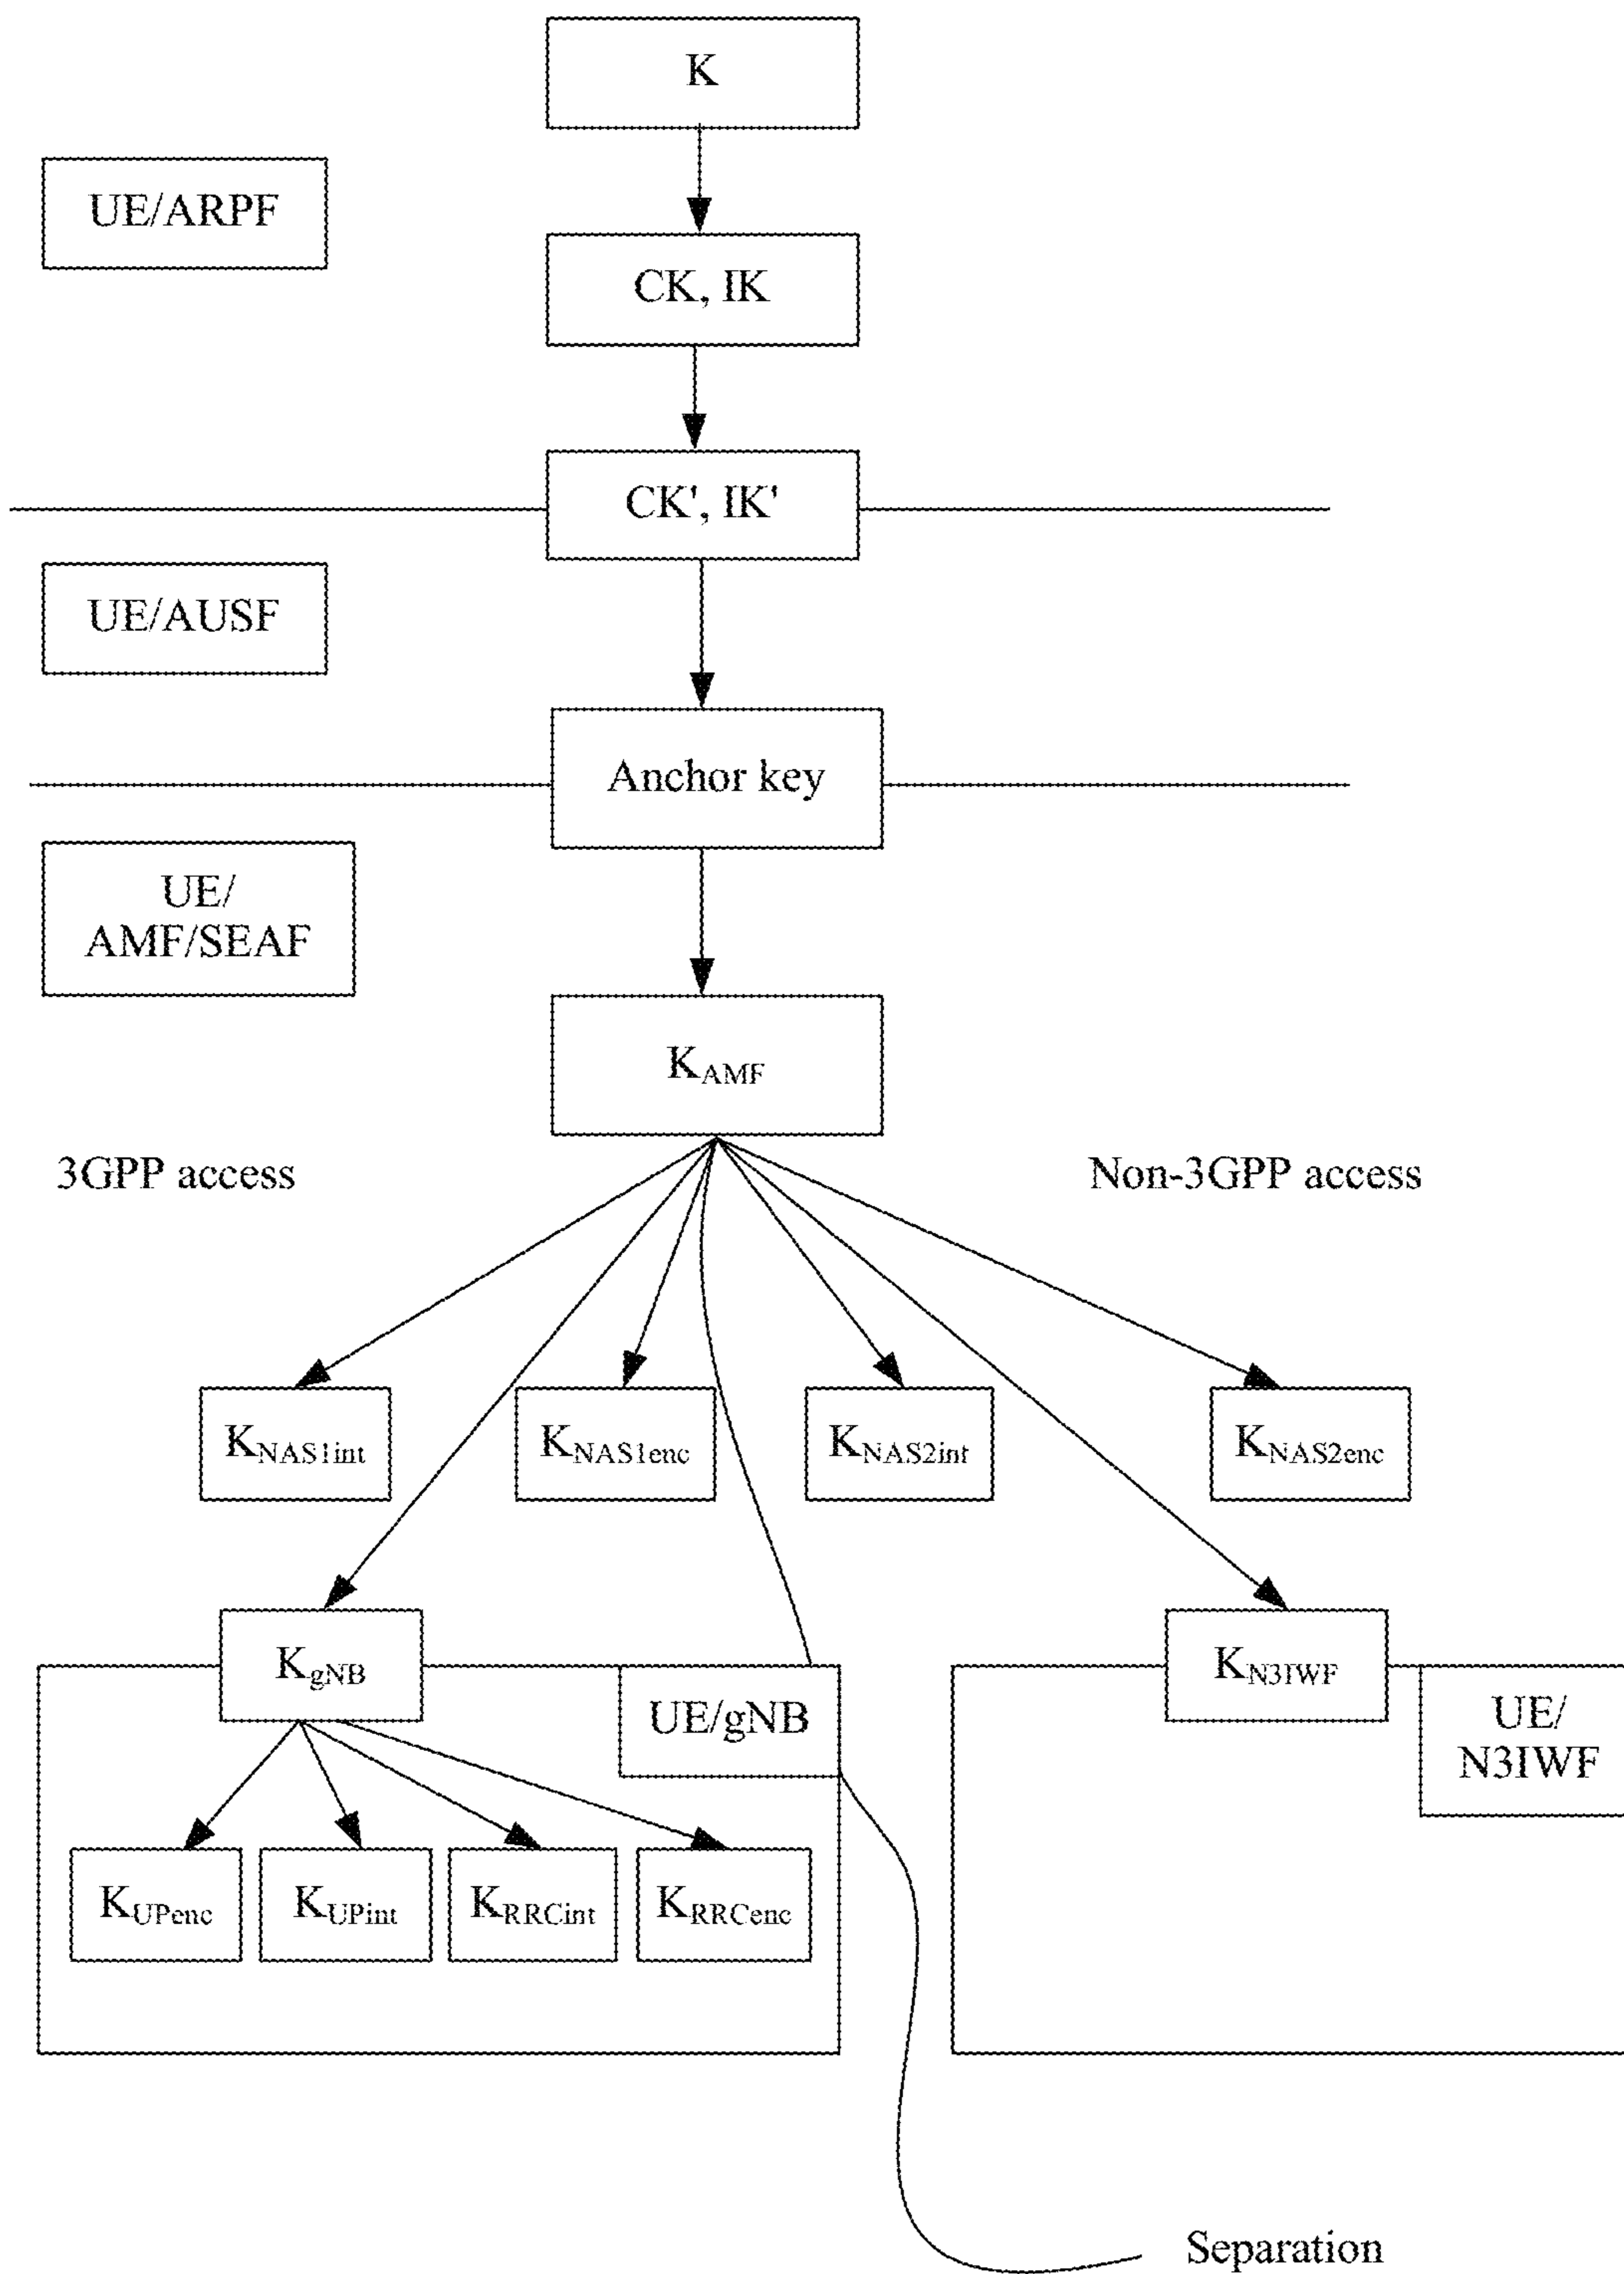 K
UE/ARPF
CK, IK
CK', IK'
UE/AUSF
Anchor key
UE/
AMF/SEAF
KAMF
3GPP access
Non-3GPP access
KNAS1int
KNAS1enc
KNAS2int
KNAS2enc
KgNB
UE/gNB
KN3IWF
UE/
N3IWF
KUPenc
KUPint
KRRCint
KRRCenc
Separation